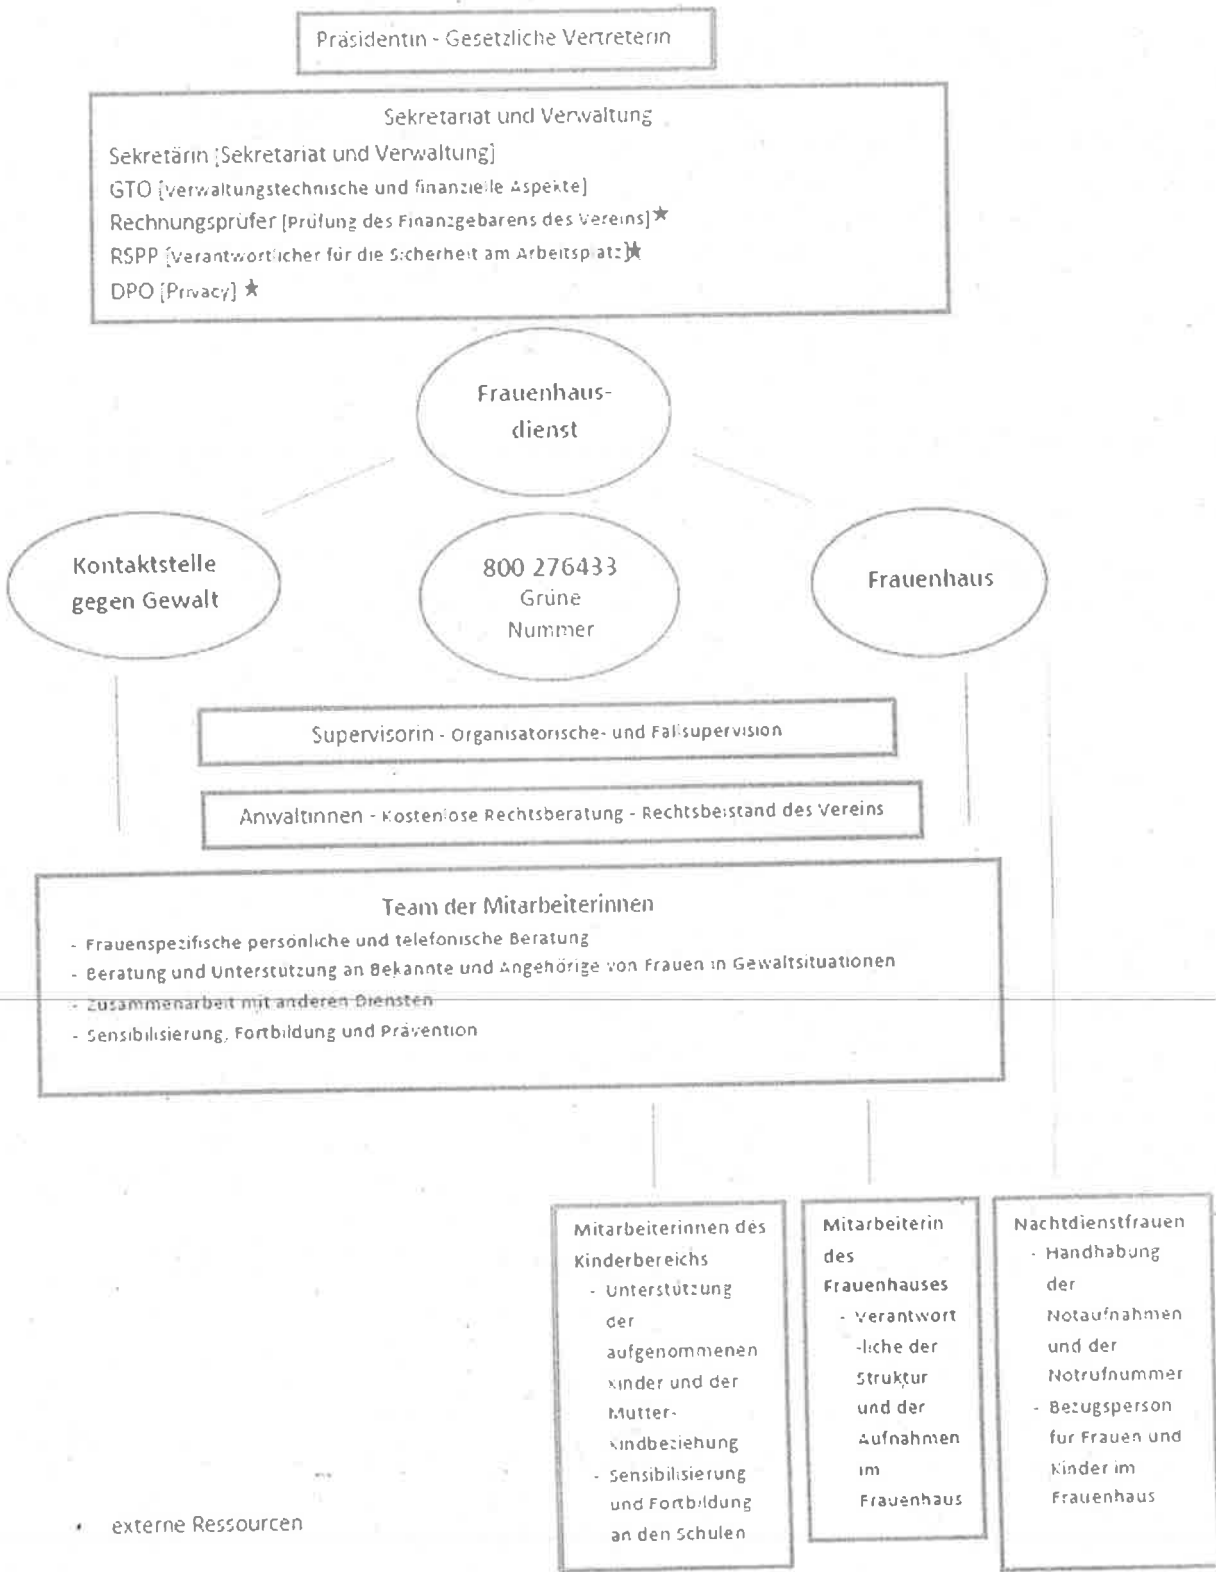 Präsidentin - Gesetzliche Vertreterin
Sekretariat und Verwaltung
Sekretärin [Sekretariat und Verwaltung]
GTO [verwaltungstechnische und finanzielle Aspekte]
Rechnungsprüfer [Prüfung des Finanzgebarens des Vereins]★
RSPP [Verantwortlicher für die Sicherheit am Arbeitsplatz]★
DPO [Privacy] ★
Frauenhaus-
dienst
Kontaktstelle
gegen Gewalt
800 276433
Grüne
Nummer
Frauenhaus
Supervisorin - Organisatorische- und Fallsupervision
Anwaltinnen - Kostenlose Rechtsberatung - Rechtsbeistand des Vereins
Team der Mitarbeiterinnen
- Frauenspezifische persönliche und telefonische Beratung
- Beratung und Unterstützung an Bekannte und Angehörige von Frauen in Gewaltsituationen
- Zusammenarbeit mit anderen Diensten
- Sensibilisierung, Fortbildung und Prävention
Mitarbeiterinnen des
Kinderbereichs
- Unterstützung
der
aufgenommenen
Kinder und der
Mutter-
Kindbeziehung
- Sensibilisierung
und Fortbildung
an den Schulen
Mitarbeiterin
des
Frauenhauses
- Verantwort
-liche der
Struktur
und der
Aufnahmen
im
Frauenhaus
Nachtdienstfrauen
- Handhabung
der
Notaufnahmen
und der
Notrufnummer
- Bezugsperson
für Frauen und
Kinder im
Frauenhaus
• externe Ressourcen